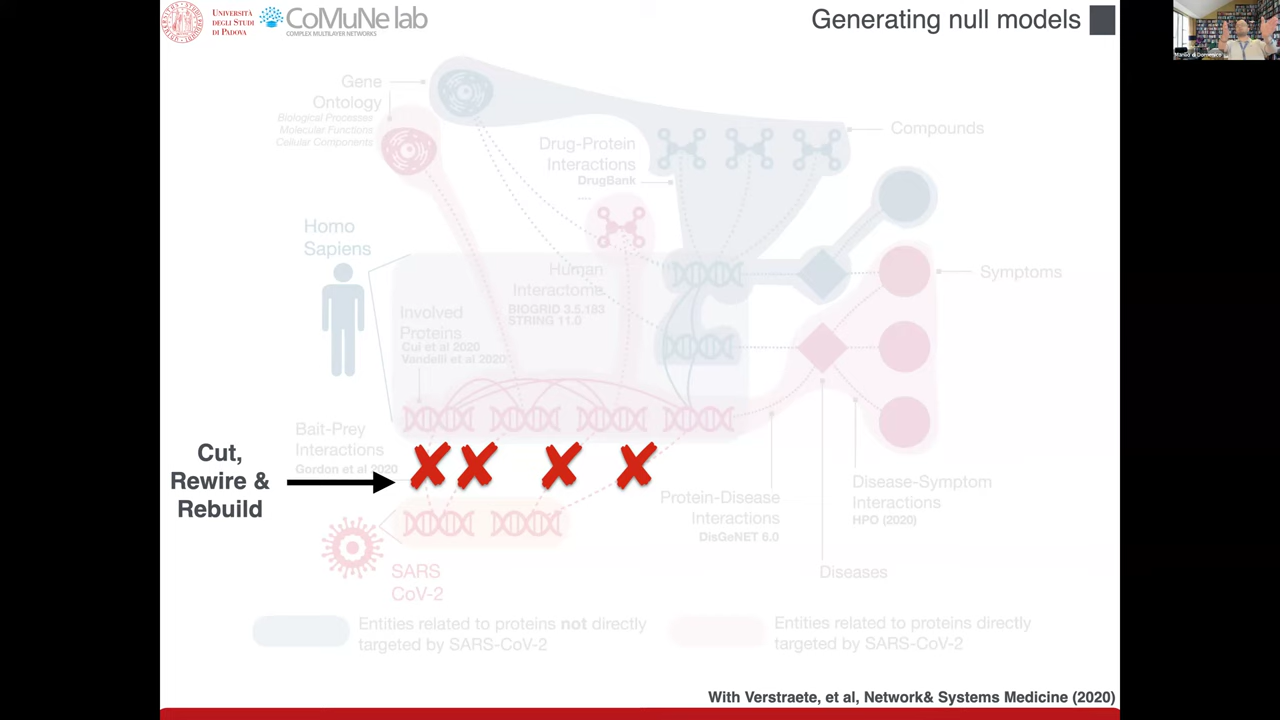 UNIVERSITÀ
DEGLI STUDI
DI PADOVA
CoMuNe lab
COMPLEX MULTILAYER NETWORKS
Generating null models
Manlio De Domenico
Gene
Ontology
Biological Processes
Molecular Functions
Cellular Components
Drug-Protein
Interactions
DrugBank
....
Compounds
Homo
Sapiens
Human
Interactome
BIOGRID 3.5.183
STRING 11.0
Symptoms
Involved
Proteins
Cui et al 2020
Vandelli et al 2020
Bait-Prey
Interactions
Gordon et al 2020
Cut,
Rewire &
Rebuild
Protein-Disease
Interactions
DisGeNET 6.0
Disease-Symptom
Interactions
HPO (2020)
Diseases
SARS
CoV-2
Entities related to proteins not directly
targeted by SARS-CoV-2
Entities related to proteins directly
targeted by SARS-CoV-2
With Verstraete, et al, Network& Systems Medicine (2020)